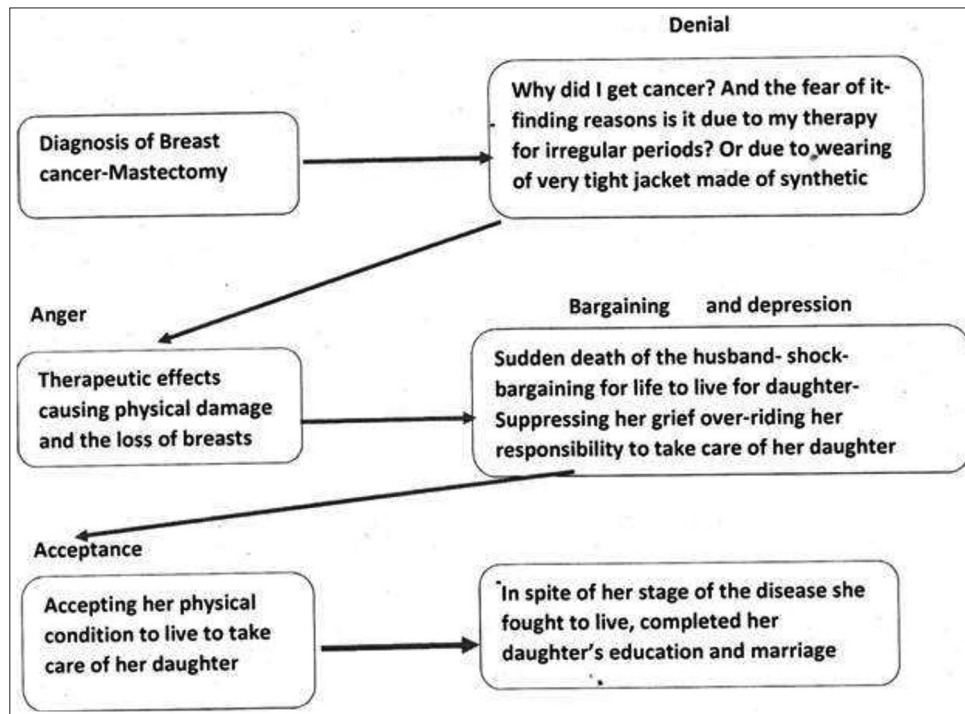 Denial
Diagnosis of Breast
cancer-Mastectomy
Why did I get cancer? And the fear of it-
finding reasons is it due to my therapy
for irregular periods? Or due to wearing
of very tight jacket made of synthetic
Anger
Therapeutic effects
causing physical damage
and the loss of breasts
Bargaining and depression
Sudden death of the husband- shock-
bargaining for life to live for daughter-
Suppressing her grief over-riding her
responsibility to take care of her daughter
Acceptance
Accepting her physical
condition to live to take
care of her daughter
In spite of her stage of the disease she
fought to live, completed her
daughter's education and marriage